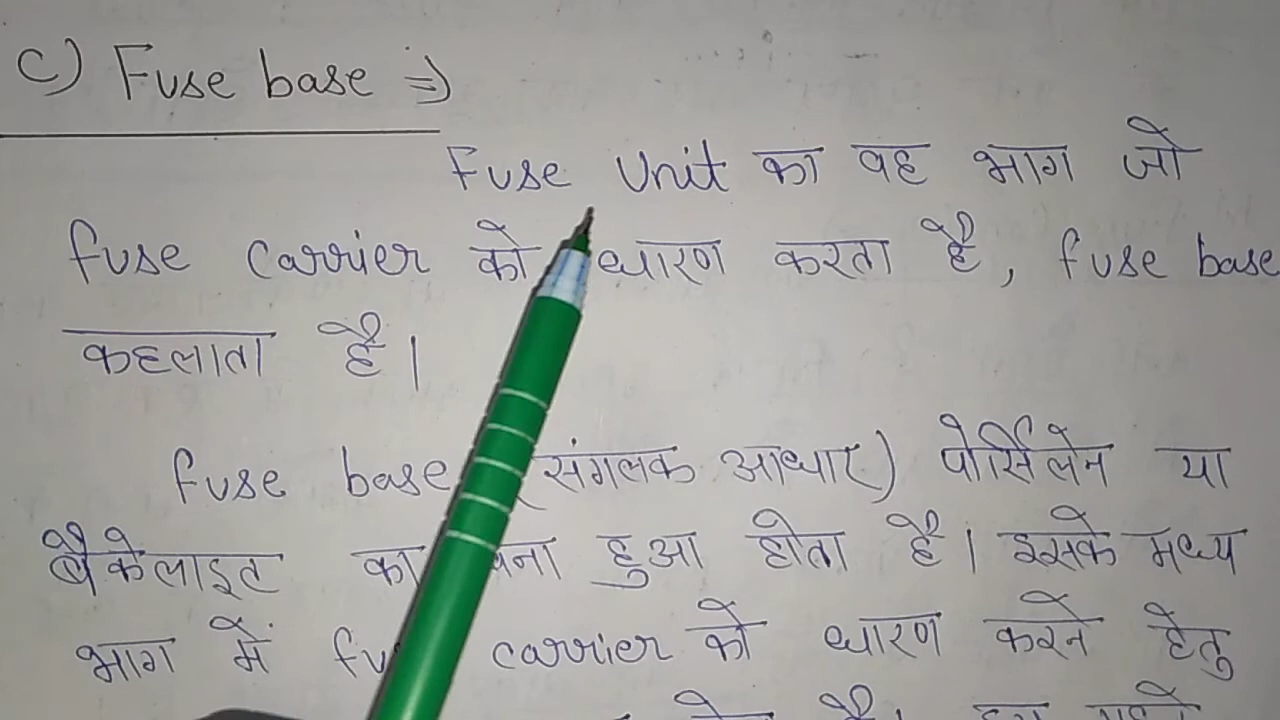 C) Fuse base ⇒
Fuse Unit का वह भाग जो
fuse carrier को धारण करता है, fuse base
कहलाता है।
fuse base (संगलक आधार) पोर्सिलेन या
बैकेलाइट का बना हुआ होता है। इसके मध्य
भाग में carrier को धारण करने हेतु